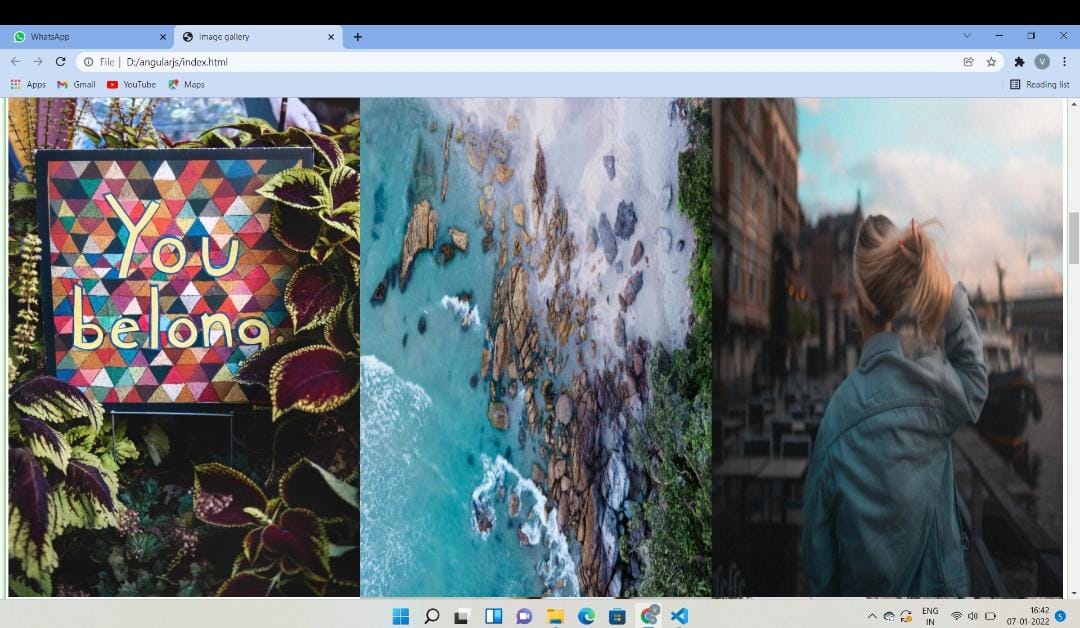 WhatsApp
Image gallery
File | D:/angularjs/index.html
V
Apps
Gmail
YouTube
Maps
Reading list
You
belong
ENG
IN
16:42
07-01-2022
5